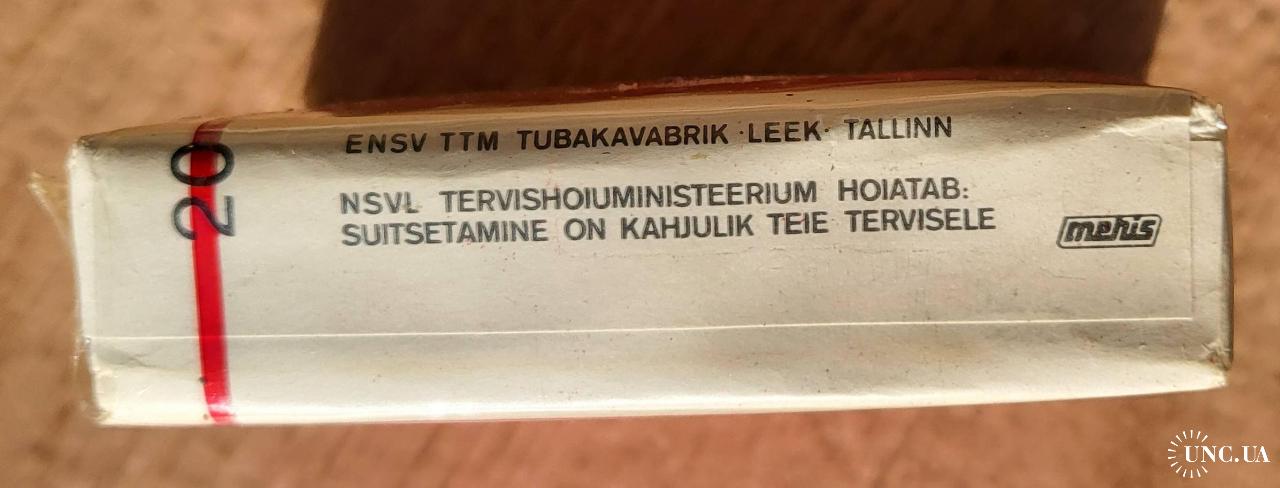 20
ENSV TTM TUBAKAVABRIK ·LEEK· TALLINN
NSVL TERVISHOIUMINISTEERIUM HOIATAB:
SUITSETAMINE ON KAHJULIK TEIE TERVISELE
mehis
UNC.UA